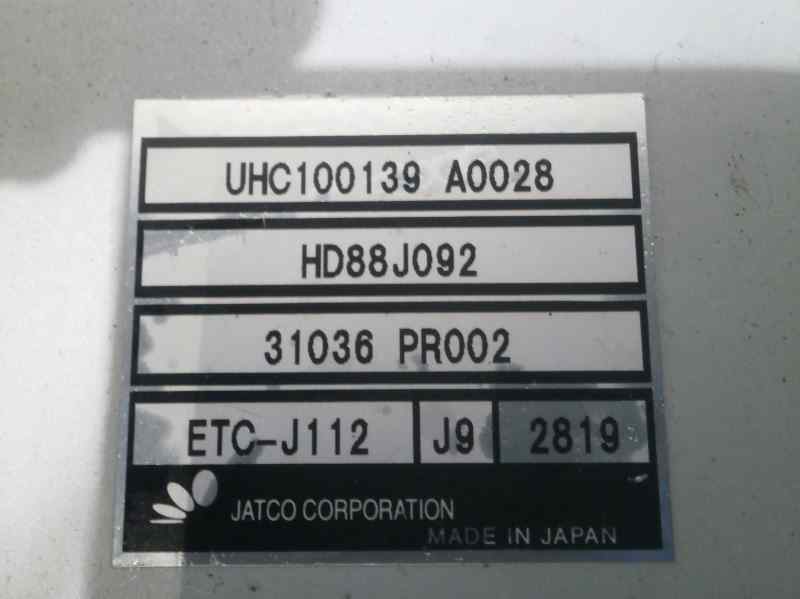 UHC100139 A0028
HD88J092
31036 PR002
ETC-J112 J9 2819
JATCO CORPORATION
MADE IN JAPAN